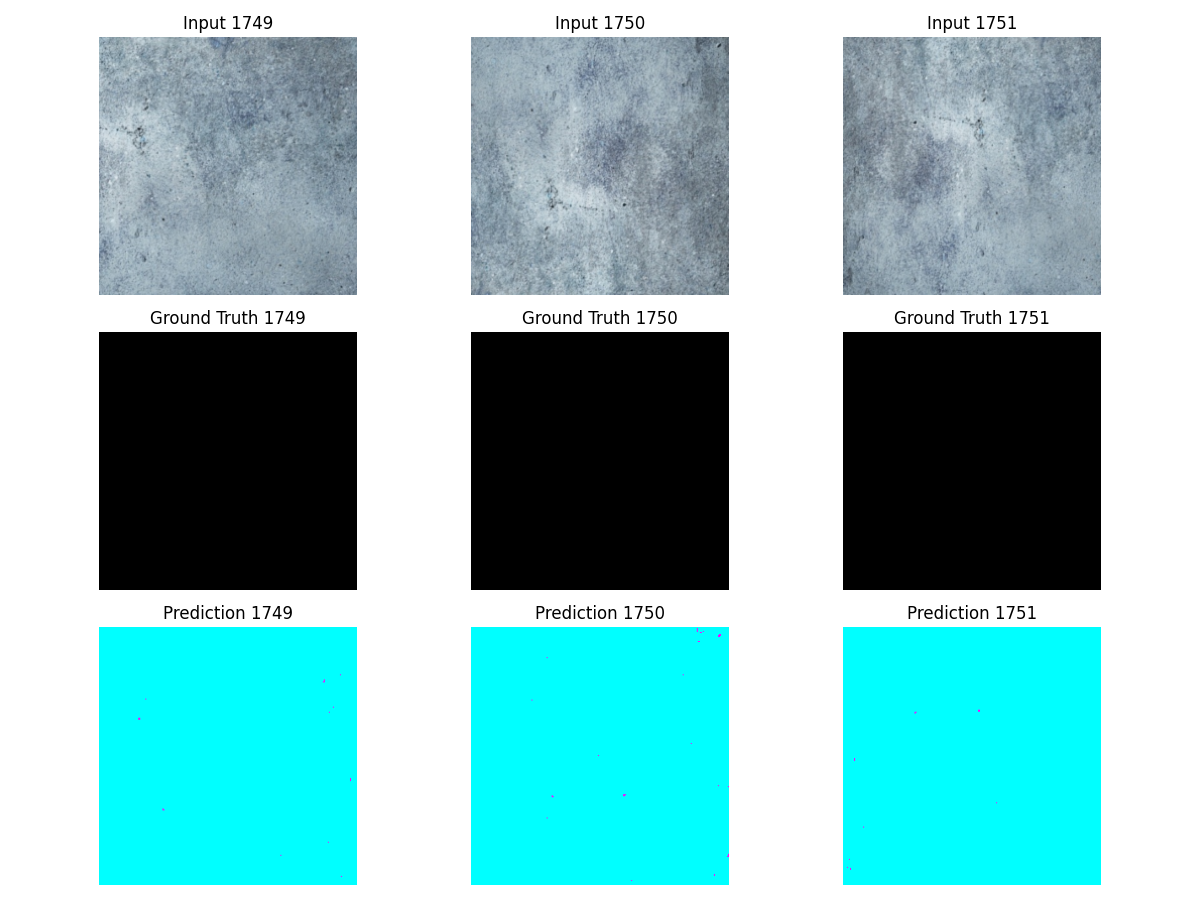 Input 1749
Input 1750
Input 1751
Ground Truth 1749
Ground Truth 1750
Ground Truth 1751
Prediction 1749
Prediction 1750
Prediction 1751